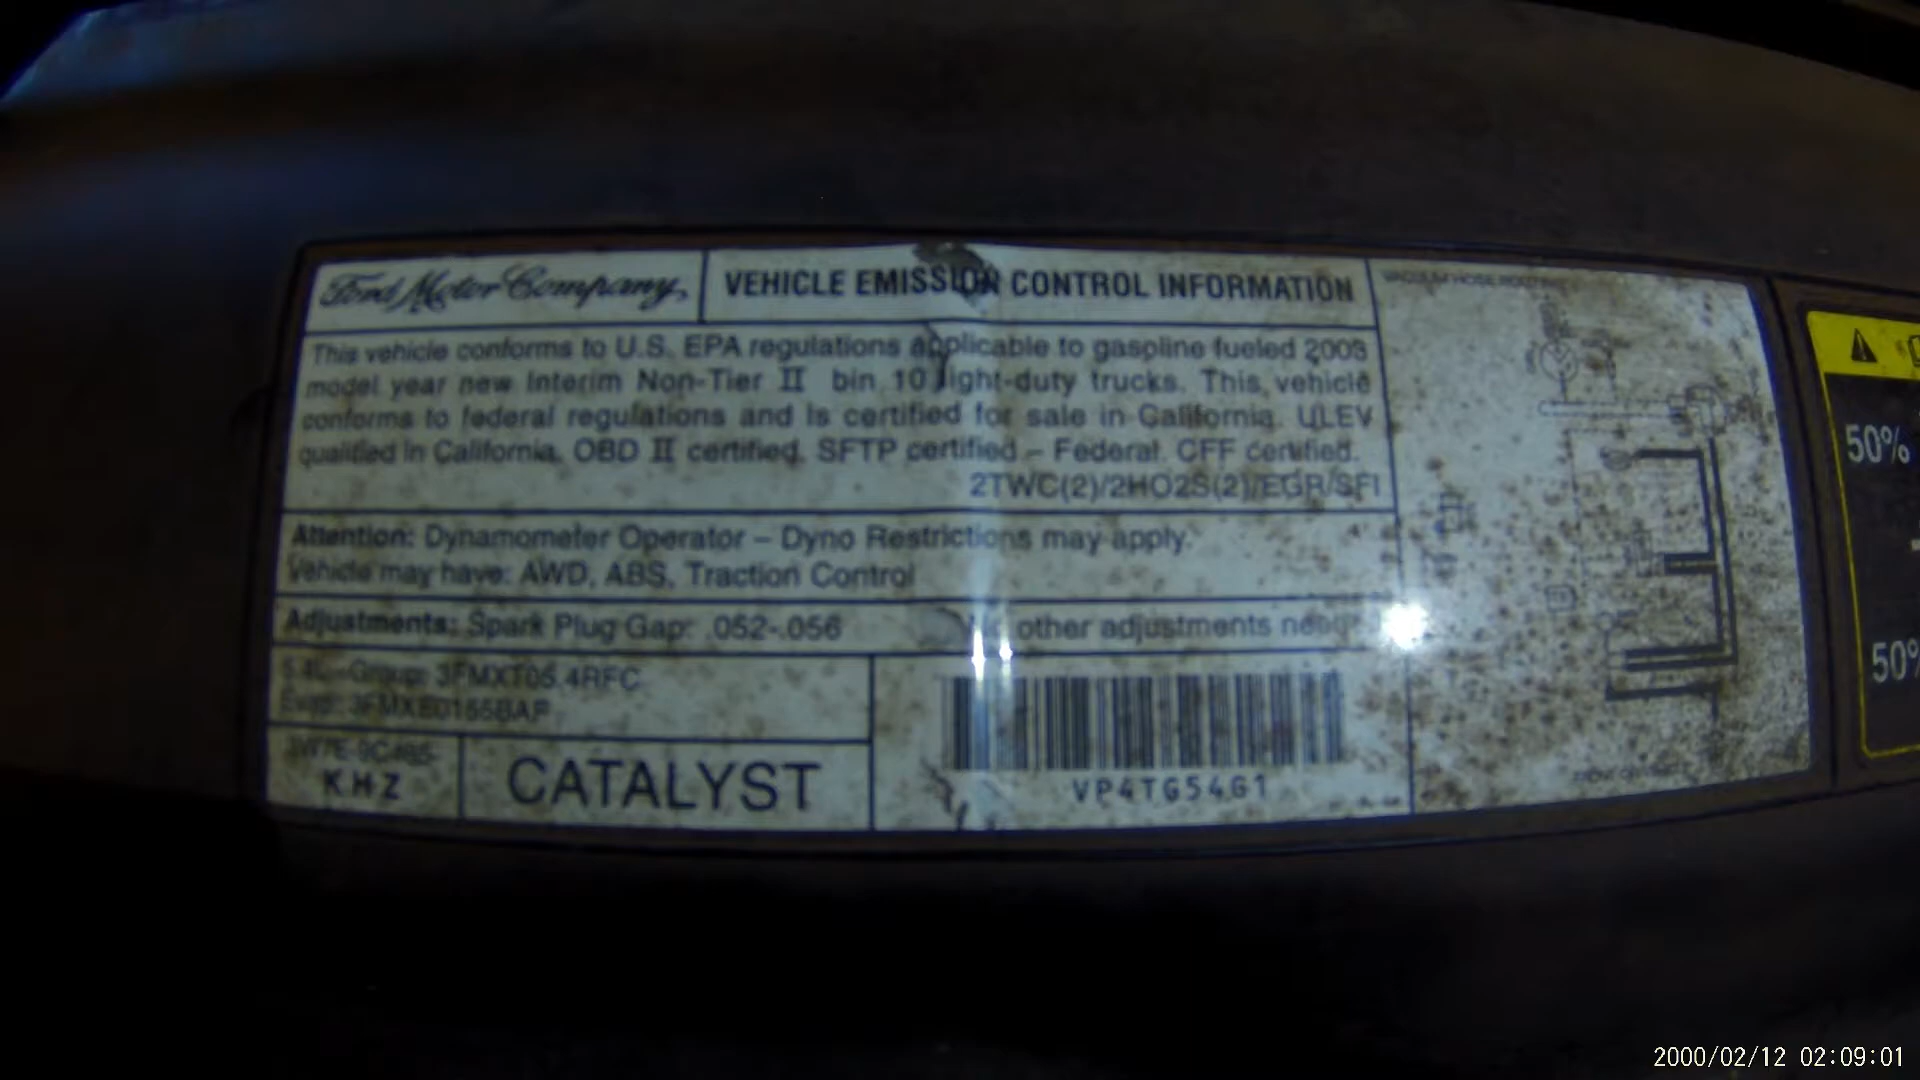 Ford Motor Company,
VEHICLE EMISSION CONTROL INFORMATION
This vehicle conforms to U.S. EPA regulations applicable to gasoline fueled 2003
model year new Interim Non-Tier II bin 10 light-duty trucks. This vehicle
conforms to federal regulations and is certified for sale in California. ULEV
qualified in California. OBD II certified. SFTP certified – Federal. CFF certified.
2TWC(2)/2HO2S(2)/EGR/SFI
Attention: Dynamometer Operator – Dyno Restrictions may apply.
Vehicle may have: AWD, ABS, Traction Control
Adjustments: Spark Plug Gap: .052-.056
other adjustments
5.4L-Group: 3FMXT05.4RFC
Evap:
KHZ
CATALYST
VP4TG54G1
VACUUM HOSE ROUTING
50%
50%
2000/02/12 02:09:01